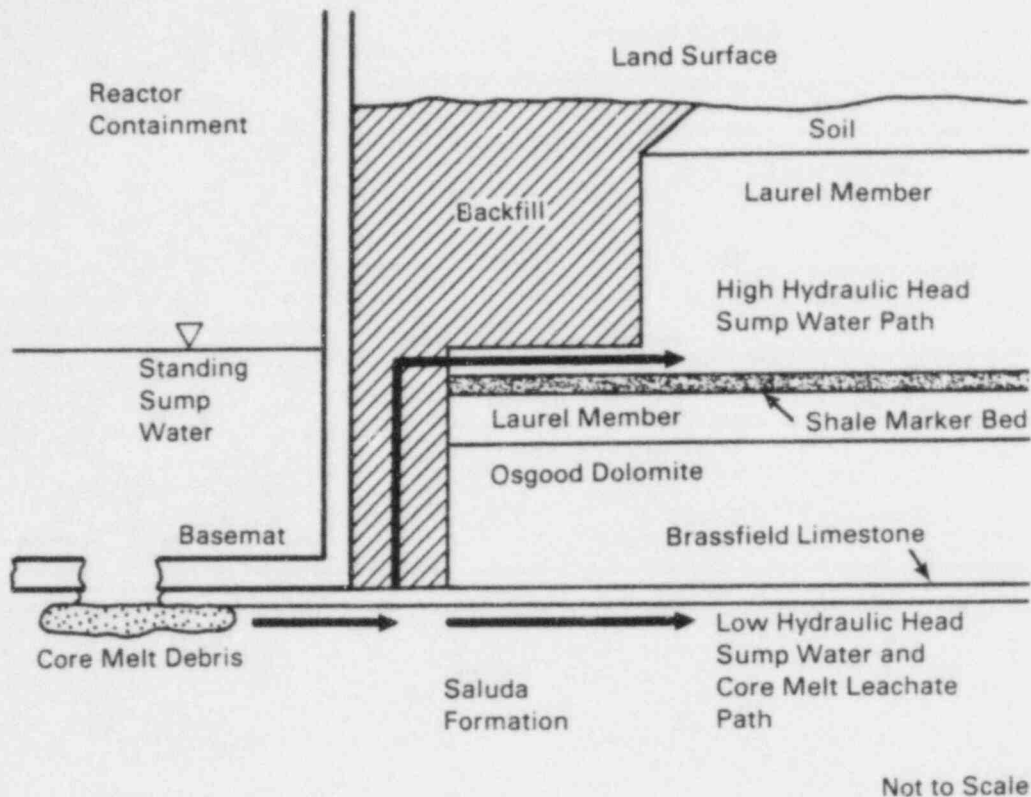 Land Surface
Reactor
Containment
Soil
Laurel Member
Backfill
High Hydraulic Head
Sump Water Path
Standing
Sump
Water
Laurel Member
Shale Marker Bed
Osgood Dolomite
Basemat
Brassfield Limestone
Core Melt Debris
Low Hydraulic Head
Sump Water and
Core Melt Leachate
Path
Saluda
Formation
Not to Scale